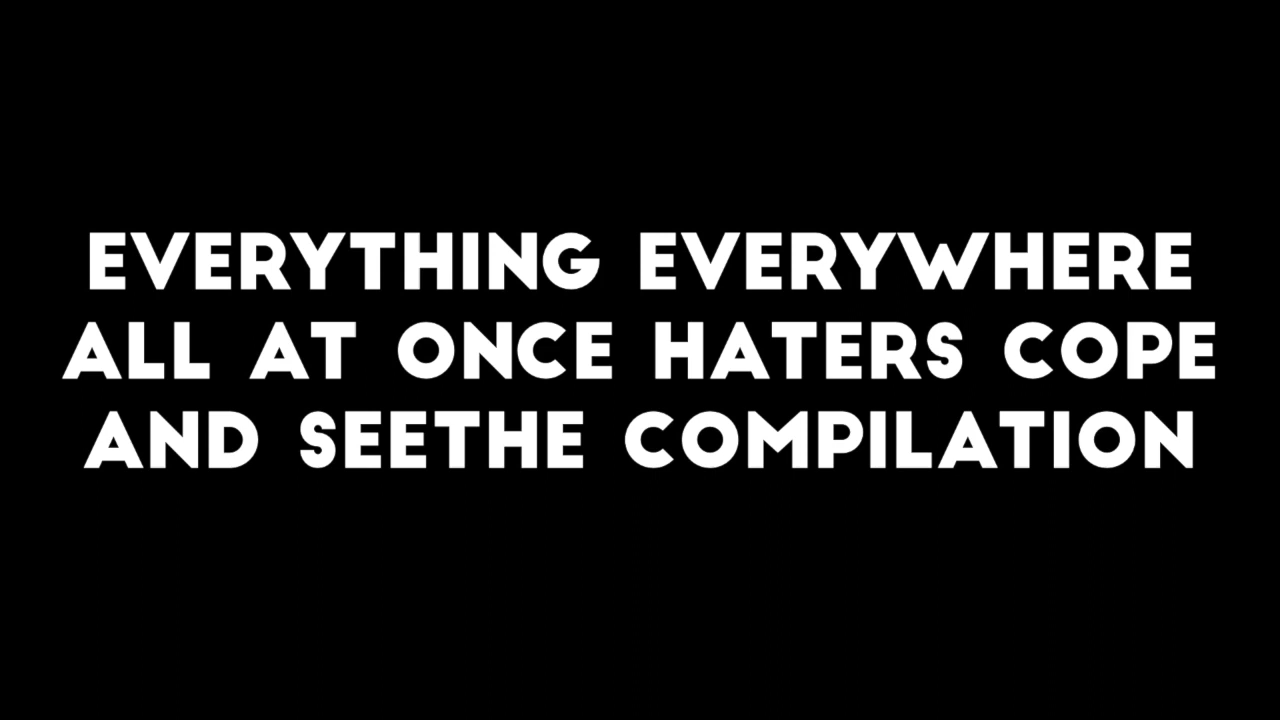 EVERYTHING EVERYWHERE
ALL AT ONCE HATERS COPE
AND SEETHE COMPILATION